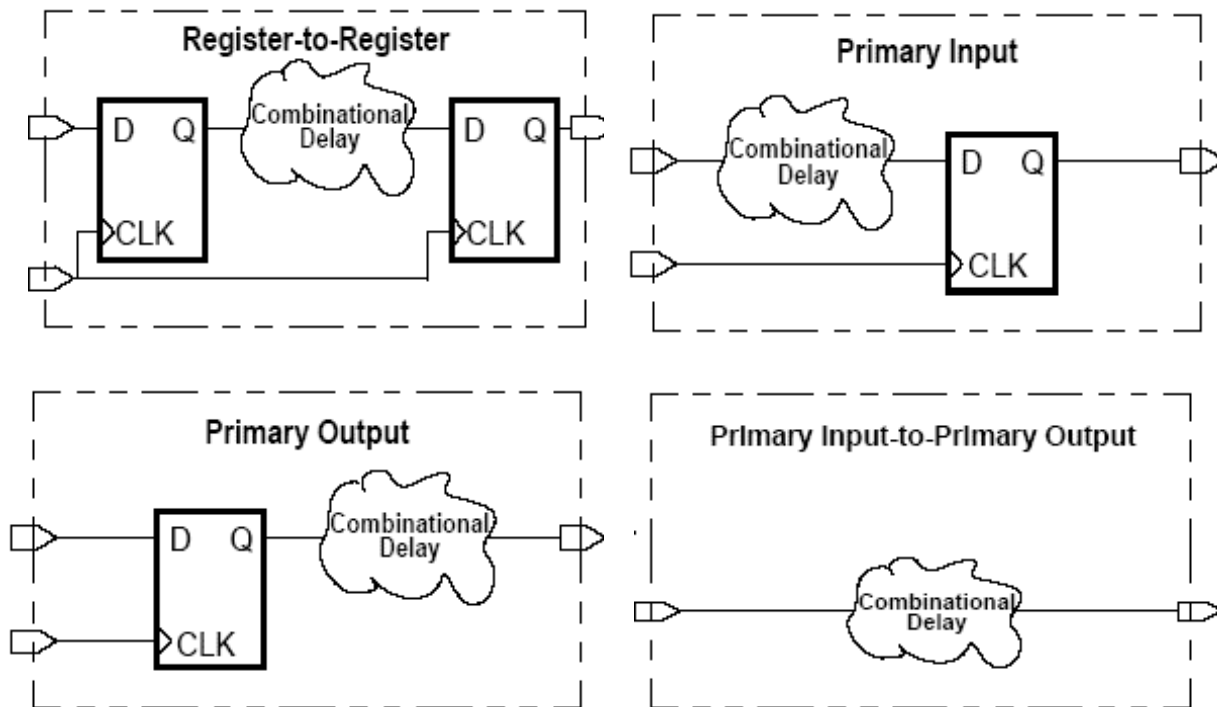 Register-to-Register
Combinational
Delay
D Q
D Q
CLK
CLK
Primary Input
Combinational
Delay
D Q
CLK
Primary Output
D Q
Combinational
Delay
CLK
Primary Input-to-Primary Output
Combinational
Delay